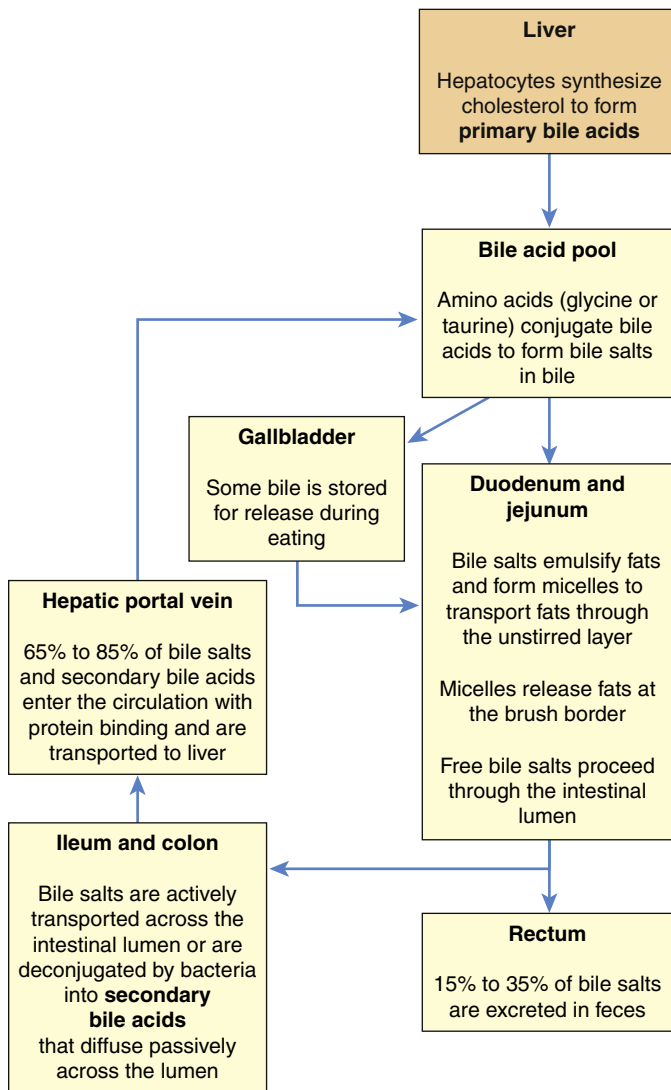 Liver
Hepatocytes synthesize
cholesterol to form
primary bile acids
Bile acid pool
Amino acids (glycine or
taurine) conjugate bile
acids to form bile salts
in bile
Gallbladder
Some bile is stored
for release during
eating
Duodenum and
jejunum
Bile salts emulsify fats
and form micelles to
transport fats through
the unstirred layer
Micelles release fats at
the brush border
Free bile salts proceed
through the intestinal
lumen
Hepatic portal vein
65% to 85% of bile salts
and secondary bile acids
enter the circulation with
protein binding and are
transported to liver
Ileum and colon
Bile salts are actively
transported across the
intestinal lumen or are
deconjugated by bacteria
into secondary
bile acids
that diffuse passively
across the lumen
Rectum
15% to 35% of bile salts
are excreted in feces